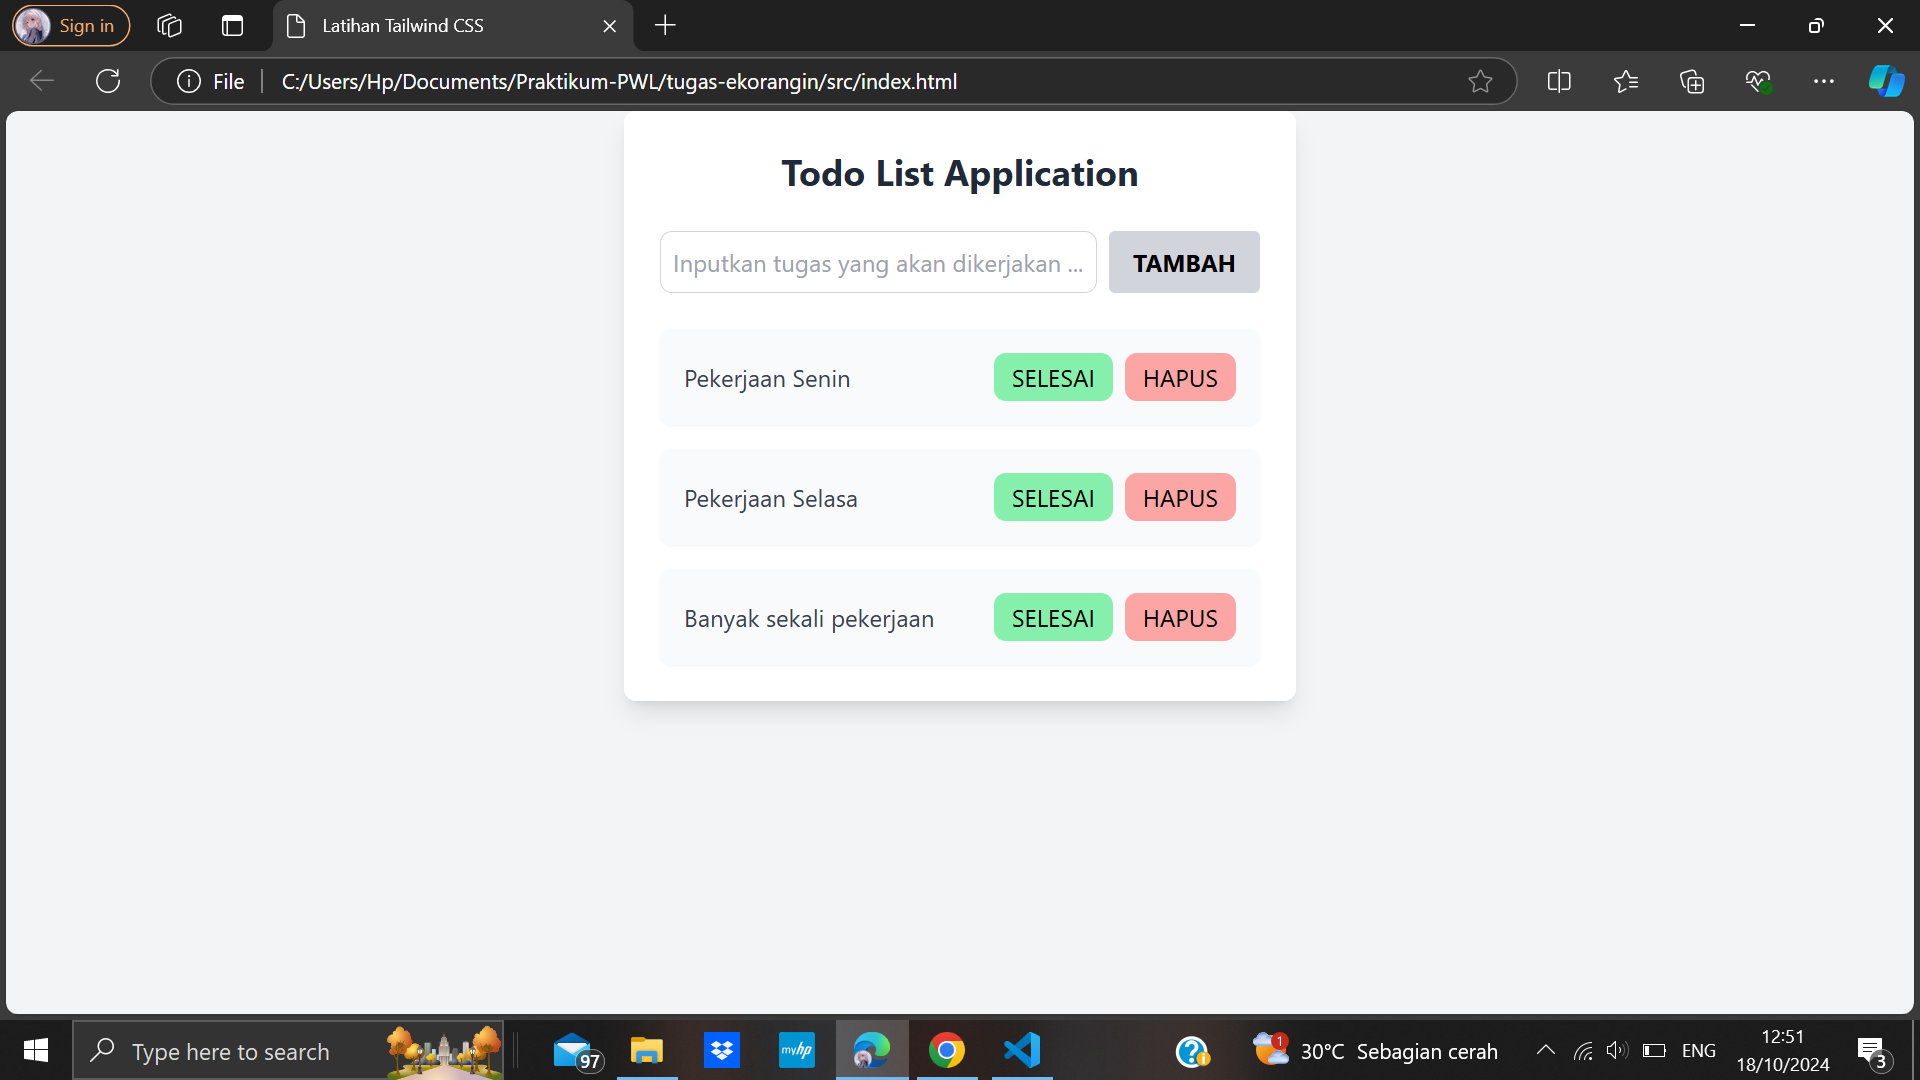 Sign in
Latihan Tailwind CSS
File
C:/Users/Hp/Documents/Praktikum-PWL/tugas-ekorangin/src/index.html
Todo List Application
Inputkan tugas yang akan dikerjakan ...
TAMBAH
Pekerjaan Senin
SELESAI
HAPUS
Pekerjaan Selasa
SELESAI
HAPUS
Banyak sekali pekerjaan
SELESAI
HAPUS
Type here to search
97
myhp
1
30°C Sebagian cerah
ENG
12:51
18/10/2024
3